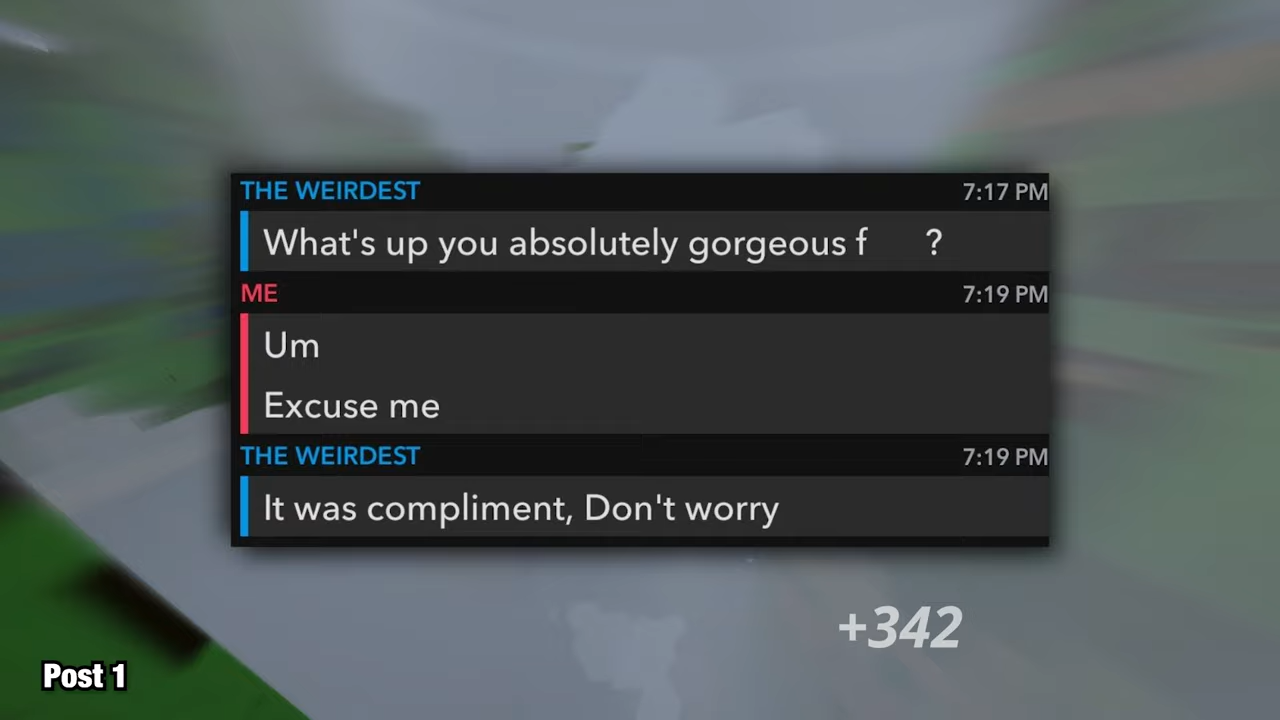 THE WEIRDEST 7:17 PM
What's up you absolutely gorgeous f ?
ME 7:19 PM
Um
Excuse me
THE WEIRDEST 7:19 PM
It was compliment, Don't worry
+342
Post 1